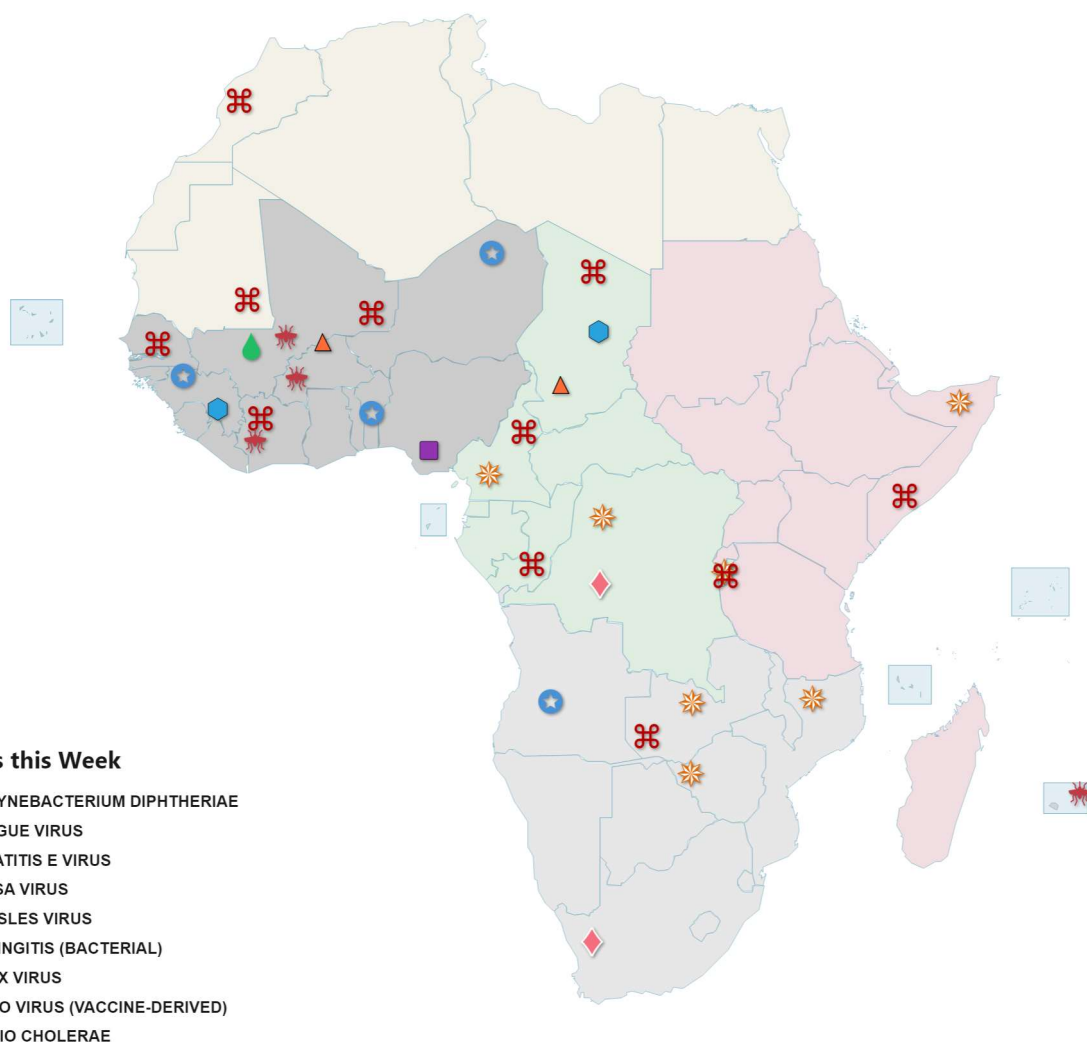 s this Week
YNEBACTERIUM DIPHTHERIAE
GUE VIRUS
ATITIS E VIRUS
SA VIRUS
SLES VIRUS
INGITIS (BACTERIAL)
X VIRUS
O VIRUS (VACCINE-DERIVED)
IO CHOLERAE